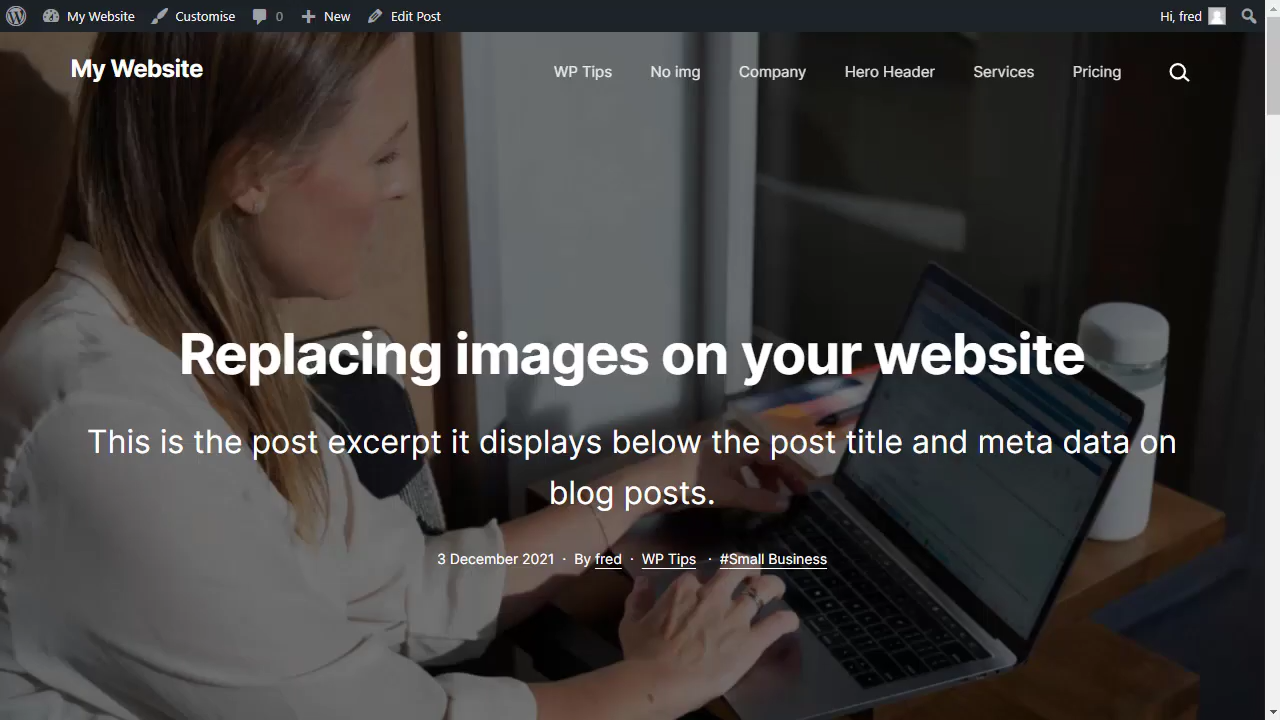 My Website Customise 0 New Edit Post Hi, fred
My Website WP Tips No img Company Hero Header Services Pricing
Replacing images on your website
This is the post excerpt it displays below the post title and meta data on
blog posts.
3 December 2021 · By fred · WP Tips · #Small Business